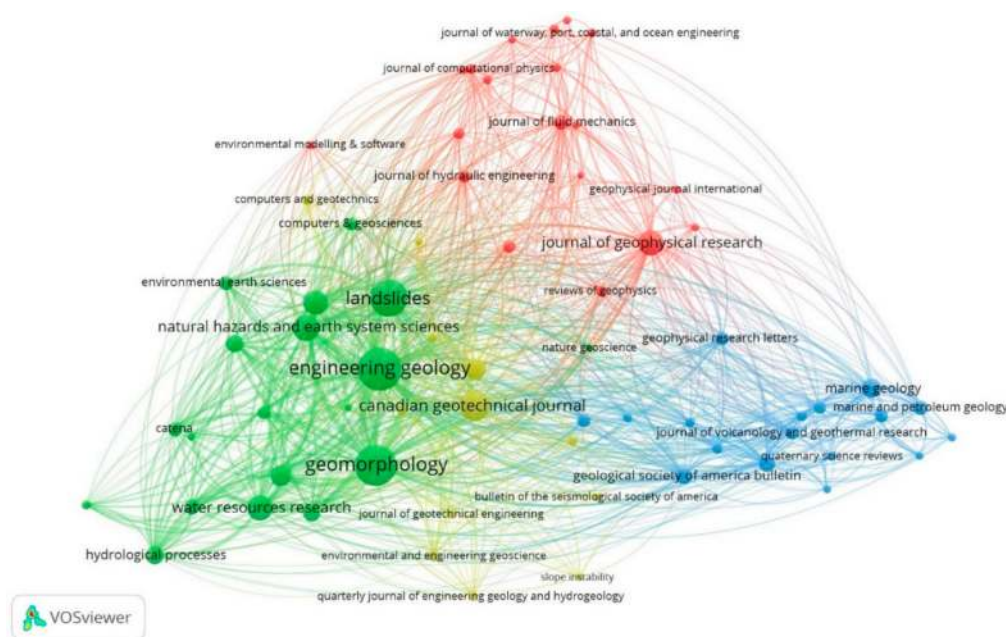 journal of waterway, port, coastal, and ocean engineering
journal of computational physics
journal of fluid mechanics
environmental modelling & software
journal of hydraulic engineering
geophysical journal international
computers and geotechnics
computers & geosciences
journal of geophysical research
environmental earth sciences
reviews of geophysics
landslides
natural hazards and earth system sciences
geophysical research letters
nature geoscience
engineering geology
marine geology
canadian geotechnical journal
marine and petroleum geology
catena
journal of volcanology and geothermal research
quaternary science reviews
geomorphology
geological society of america bulletin
bulletin of the seismological society of america
water resources research
journal of geotechnical engineering
hydrological processes
environmental and engineering geoscience
slope instability
quarterly journal of engineering geology and hydrogeology
VOSviewer